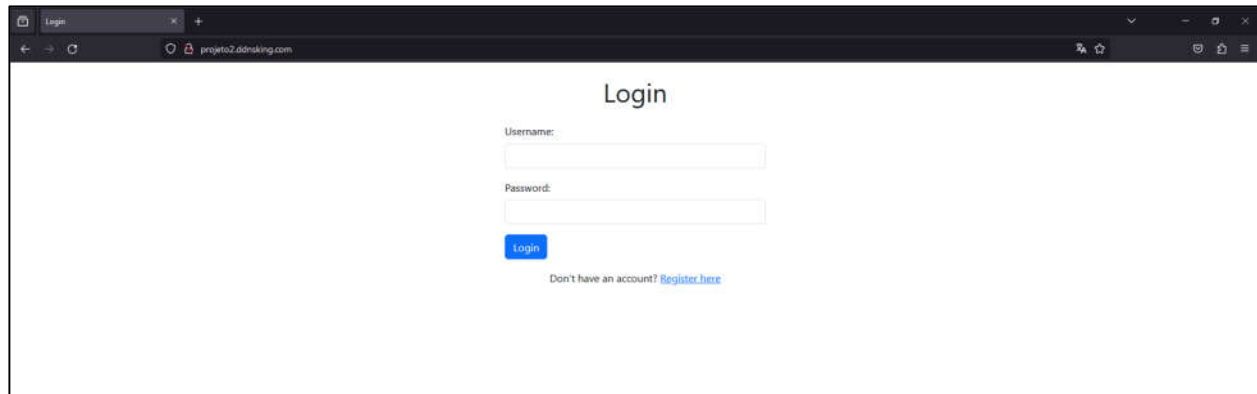 Login
projeto2.ddnsking.com
Login
Username:
Password:
Login
Don't have an account? Register here